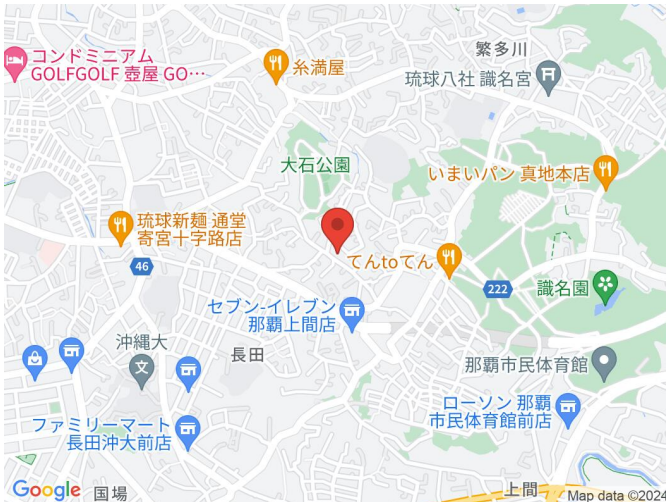 繁多川
コンドミニアム
GOLFGOLF 壺屋 GO…
糸満屋
琉球八社 識名宮
大石公園
いまいパン 真地本店
琉球新麺 通堂
寄宮十字路店
てんtoてん
46
222
識名園
セブン-イレブン
那覇上間店
沖縄大
長田
那覇市民体育館
ローソン 那覇
市民体育館前店
ファミリーマート
長田沖大前店
Google
国場
上間
Map data ©2024